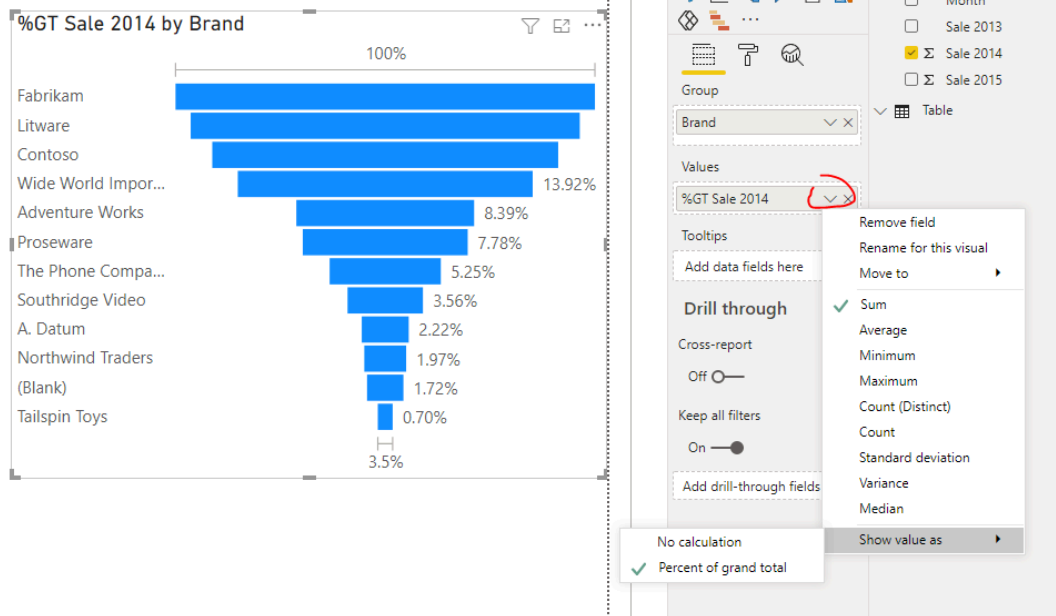 %GT Sale 2014 by Brand
100%
Fabrikam
Litware
Contoso
Wide World Impor...
13.92%
Adventure Works
8.39%
Proseware
7.78%
The Phone Compa...
5.25%
Southridge Video
3.56%
A. Datum
2.22%
Northwind Traders
1.97%
(Blank)
1.72%
Tailspin Toys
0.70%
3.5%
Group
Brand
Values
%GT Sale 2014
Tooltips
Add data fields here
Drill through
Cross-report
Off
Keep all filters
On
Add drill-through fields
Month
Sale 2013
Σ Sale 2014
Σ Sale 2015
Table
Remove field
Rename for this visual
Move to
Sum
Average
Minimum
Maximum
Count (Distinct)
Count
Standard deviation
Variance
Median
Show value as
No calculation
Percent of grand total